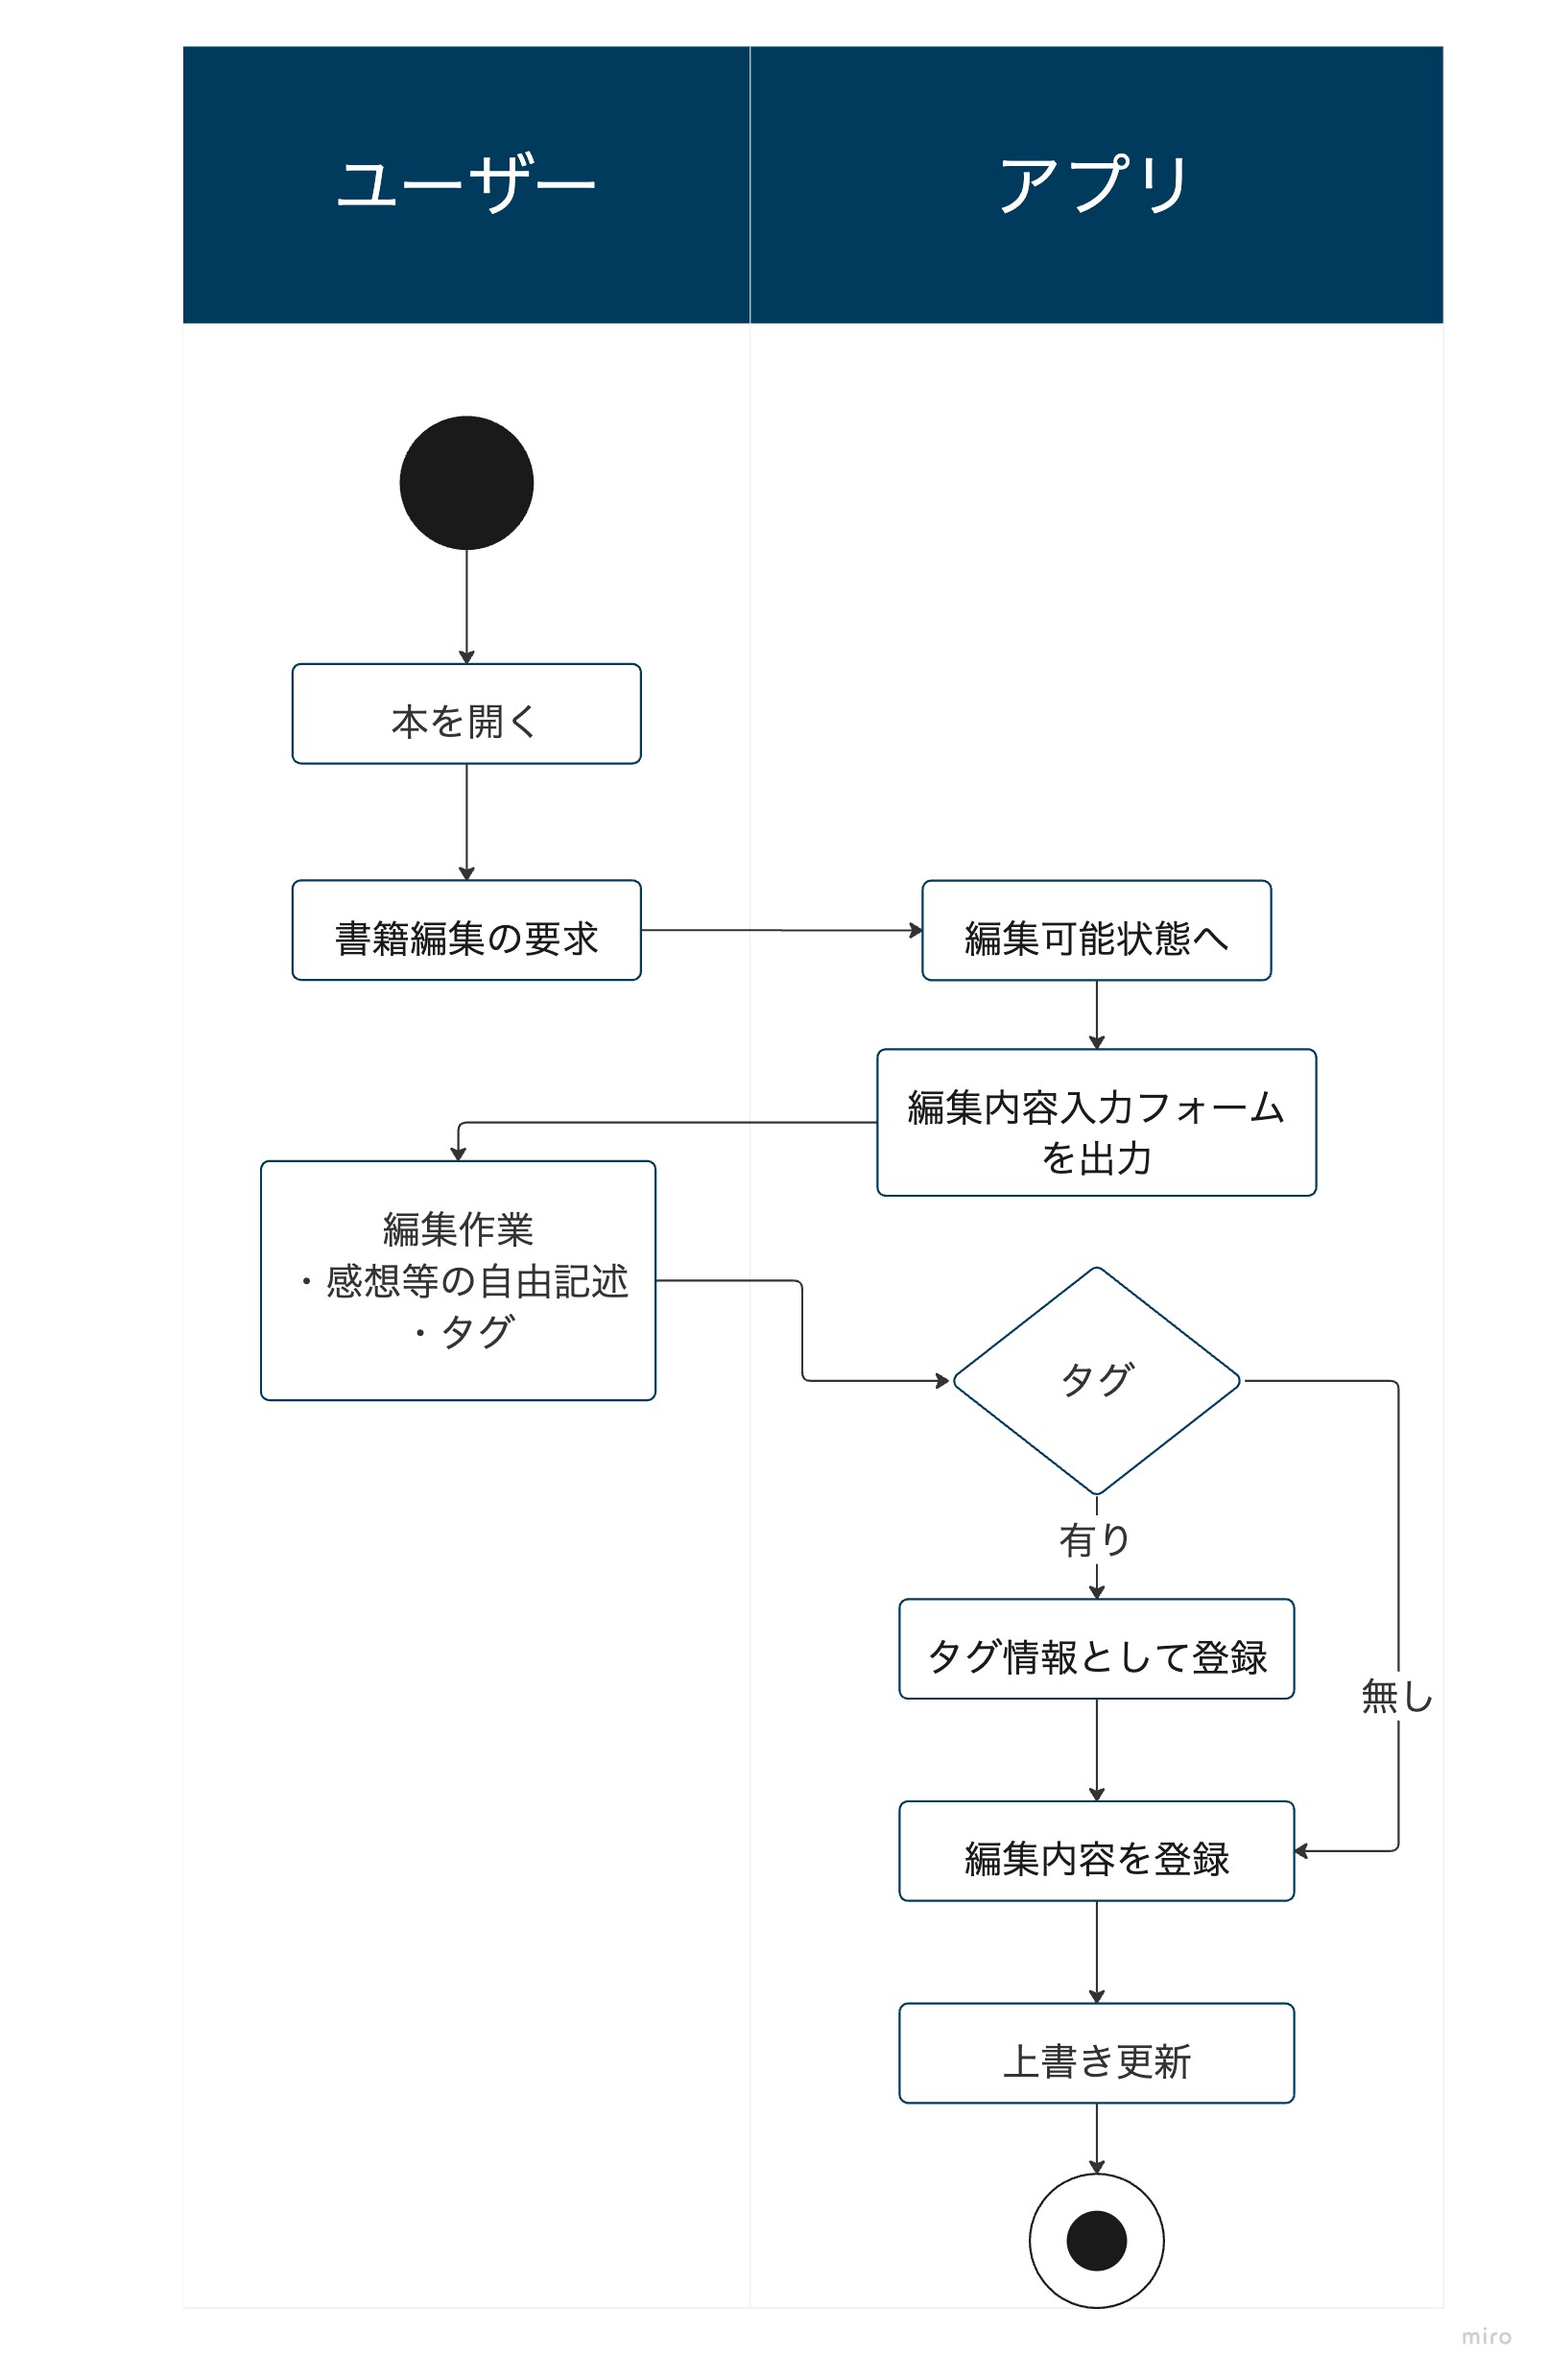 ユーザー
アプリ
本を開く
書籍編集の要求
編集可能状態へ
編集内容入力フォーム
を出力
編集作業
・感想等の自由記述
・タグ
タグ
有り
タグ情報として登録
無し
編集内容を登録
上書き更新
miro